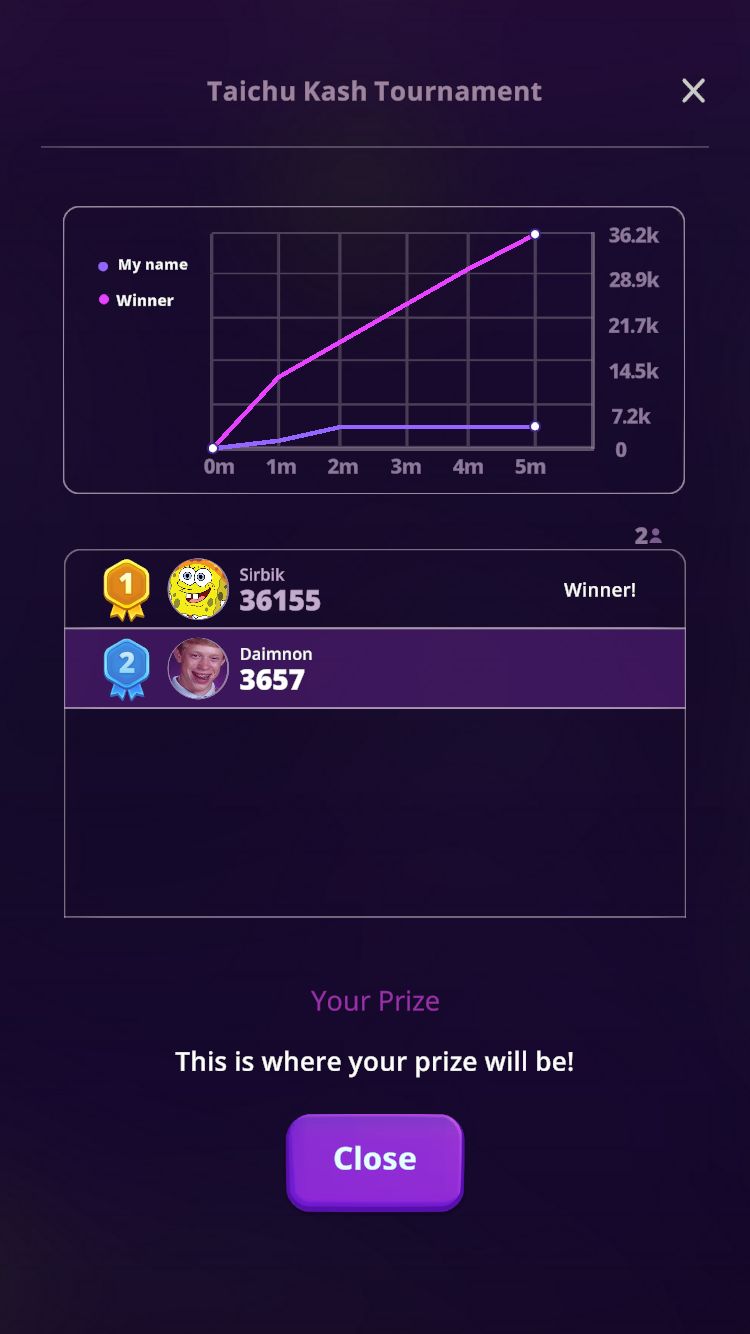 Taichu Kash Tournament
My name
Winner
36.2k
28.9k
21.7k
14.5k
7.2k
0
0m 1m 2m 3m 4m 5m
2
1 Sirbik
36155 Winner!
2 Daimnon
3657
Your Prize
This is where your prize will be!
Close